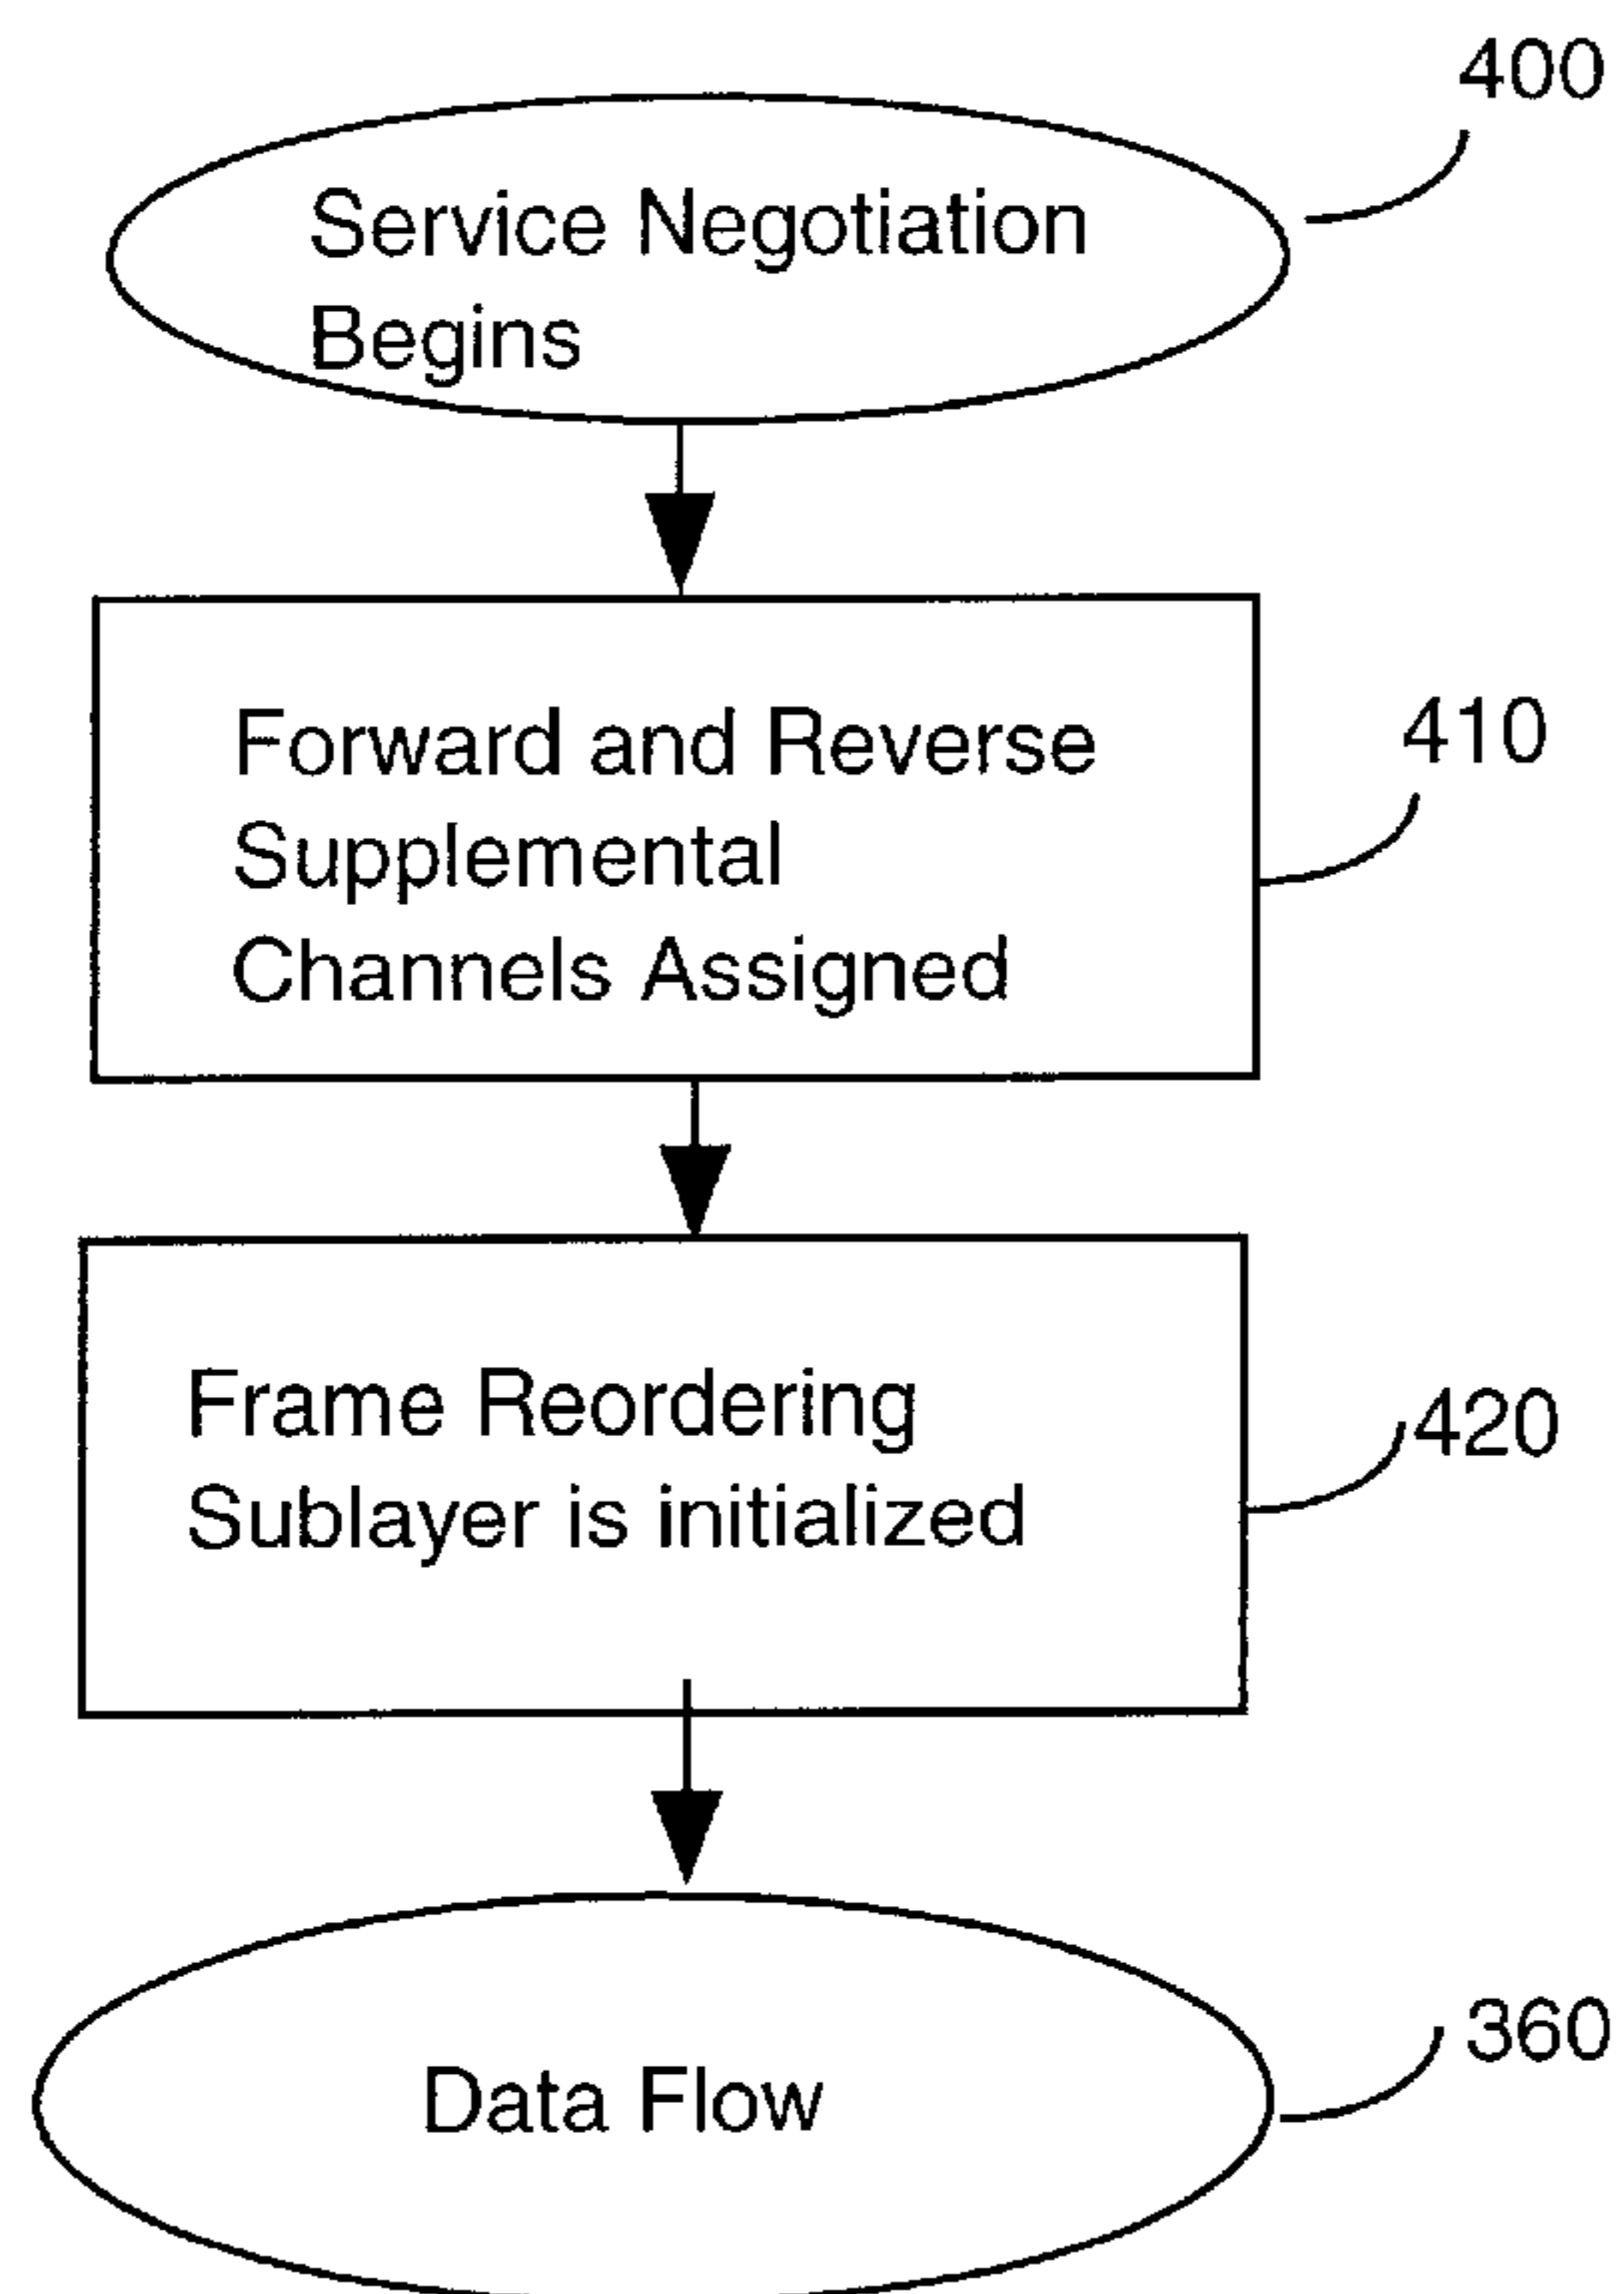 400
Service Negotiation
Begins
Forward and Reverse
Supplemental
Channels Assigned
410
Frame Reordering
Sublayer is initialized
420
Data Flow
360